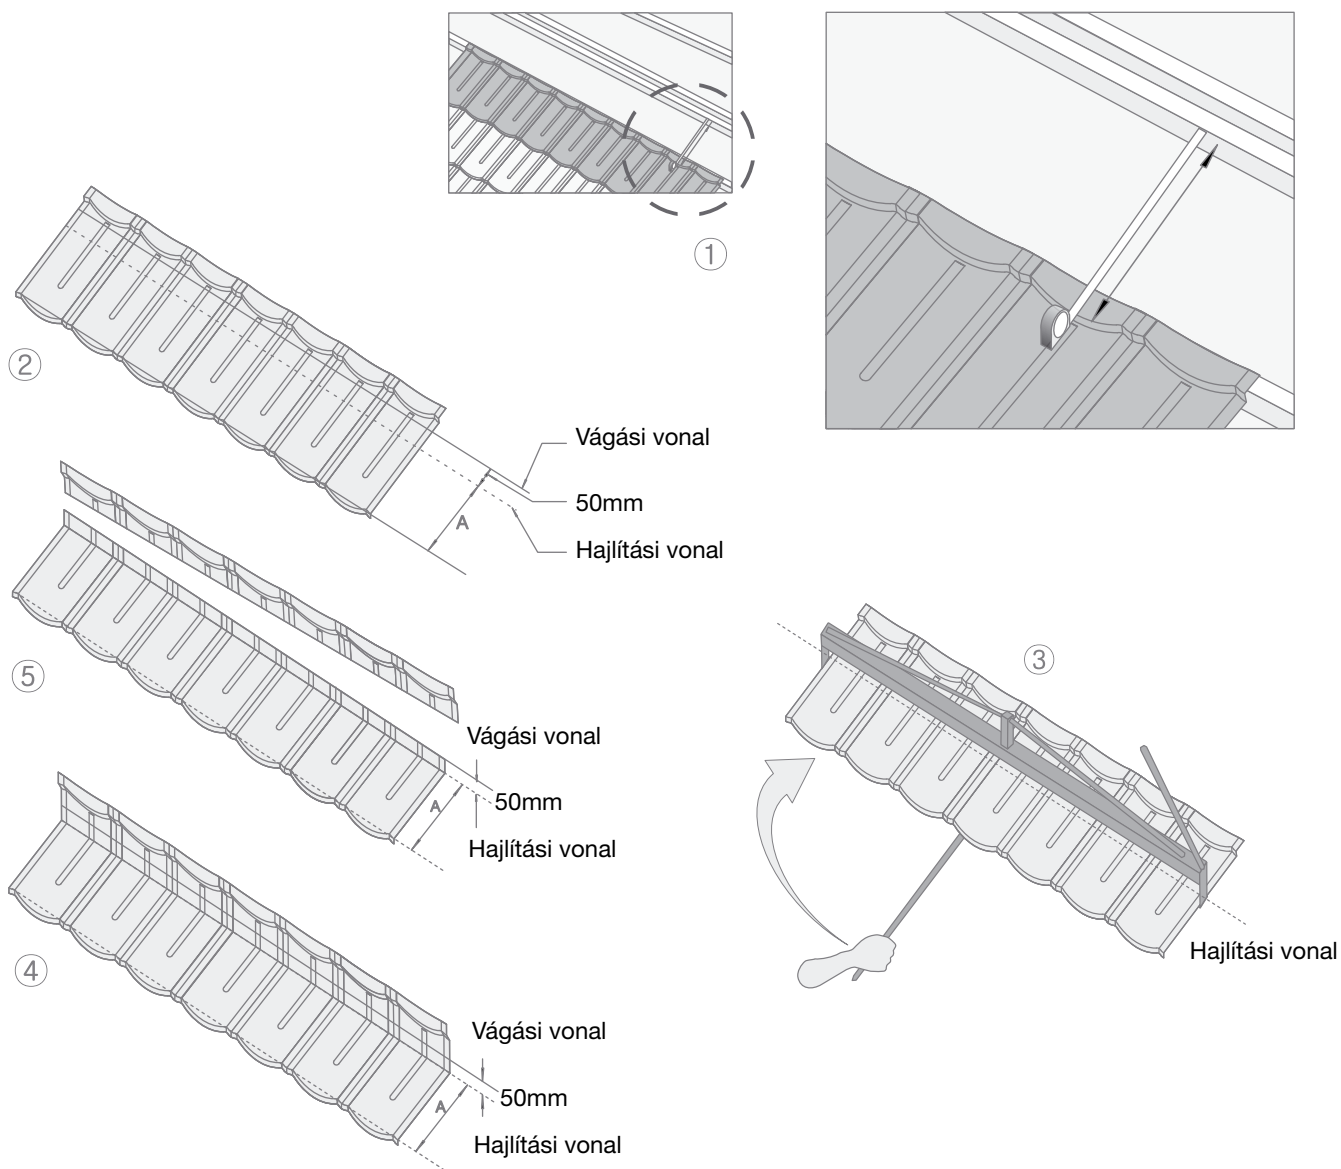 ①
②
Vágási vonal
50mm
A
Hajlítási vonal
⑤
Vágási vonal
A
50mm
Hajlítási vonal
③
Hajlítási vonal
④
Vágási vonal
A
50mm
Hajlítási vonal